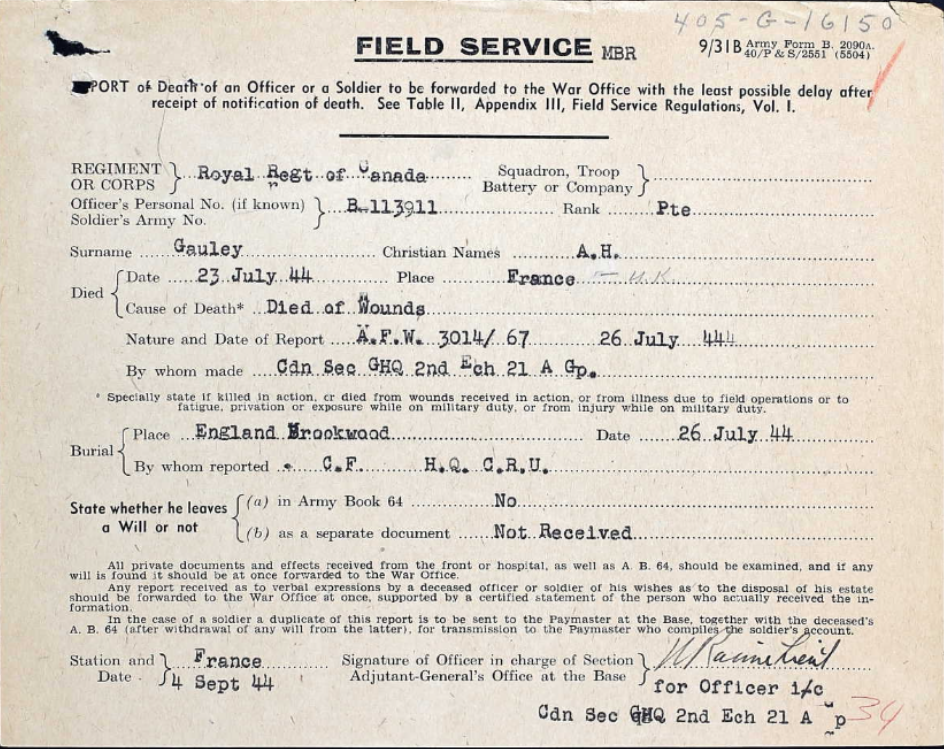 405-G-16150
FIELD SERVICE MBR
9/31B Army Form B. 2090A.
40/P & S/2551 (5504)
PORT of Death of an Officer or a Soldier to be forwarded to the War Office with the least possible delay after
receipt of notification of death. See Table II, Appendix III, Field Service Regulations, Vol. I.
REGIMENT OR CORPS } Royal Regt of Canada Squadron, Troop Battery or Company }
Officer's Personal No. (if known) Soldier's Army No. } B.113911 Rank Pte
Surname Gauley Christian Names A.H.
Died { Date 23 July 44 Place France - U.K
Cause of Death* Died of Wounds
Nature and Date of Report A.F.W. 3014/ 67 26 July 444
By whom made Cdn Sec GHQ 2nd Ech 21 A Gp.
* Specially state if killed in action, or died from wounds received in action, or from illness due to field operations or to
fatigue, privation or exposure while on military duty, or from injury while on military duty.
Burial { Place England Brookwood Date 26 July 44
By whom reported C.F. H.Q. C.R.U.
State whether he leaves a Will or not { (a) in Army Book 64 No
(b) as a separate document Not Received
All private documents and effects received from the front or hospital, as well as A. B. 64, should be examined, and if any
will is found it should be at once forwarded to the War Office.
Any report received as to verbal expressions by a deceased officer or soldier of his wishes as to the disposal of his estate
should be forwarded to the War Office at once, supported by a certified statement of the person who actually received the in-
formation.
In the case of a soldier a duplicate of this report is to be sent to the Paymaster at the Base, together with the deceased's
A. B. 64 (after withdrawal of any will from the latter), for transmission to the Paymaster who compiles the soldier's account.
Station and Date } France Signature of Officer in charge of Section Adjutant-General's Office at the Base }
4 Sept 44
for Officer i/c
Cdn Sec GHQ 2nd Ech 21 A Gp 34